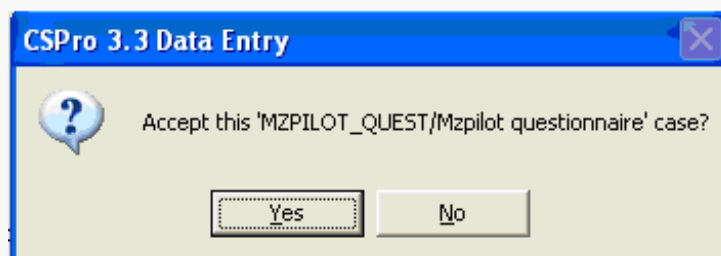 CSPro 3.3 Data Entry
Accept this 'MZPILOT_QUEST/Mzpilot questionnaire' case?
Yes
No